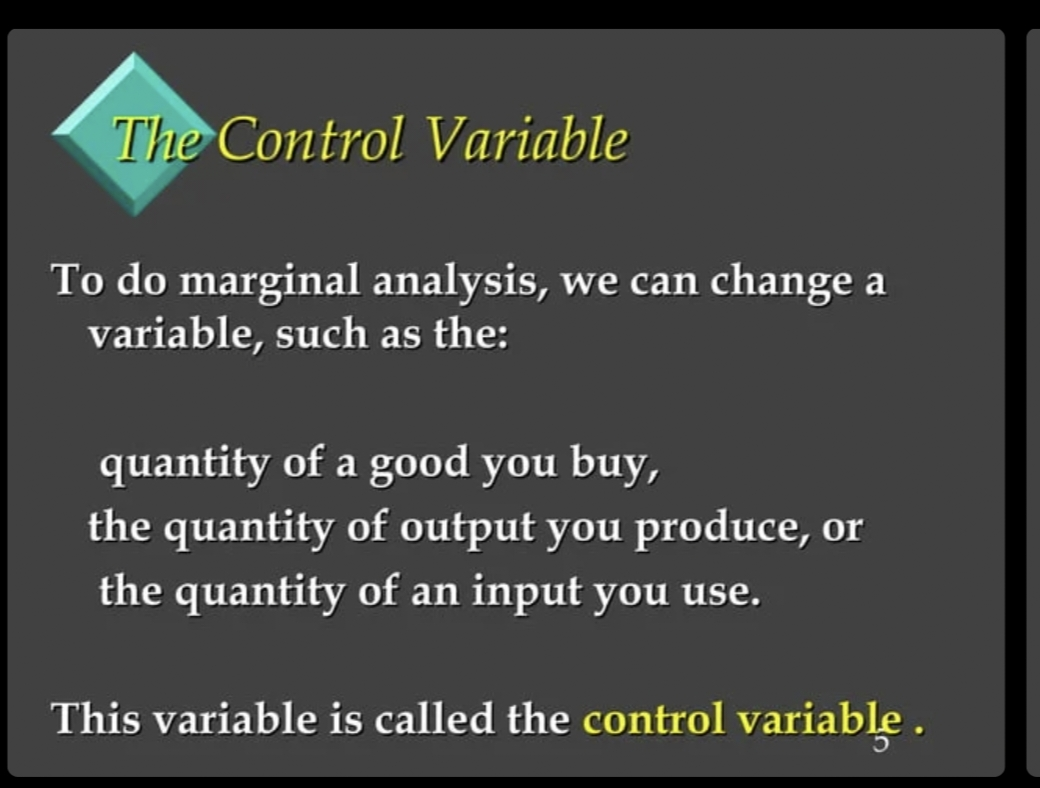 The Control Variable
To do marginal analysis, we can change a
variable, such as the:
quantity of a good you buy,
the quantity of output you produce, or
the quantity of an input you use.
This variable is called the control variable .
5